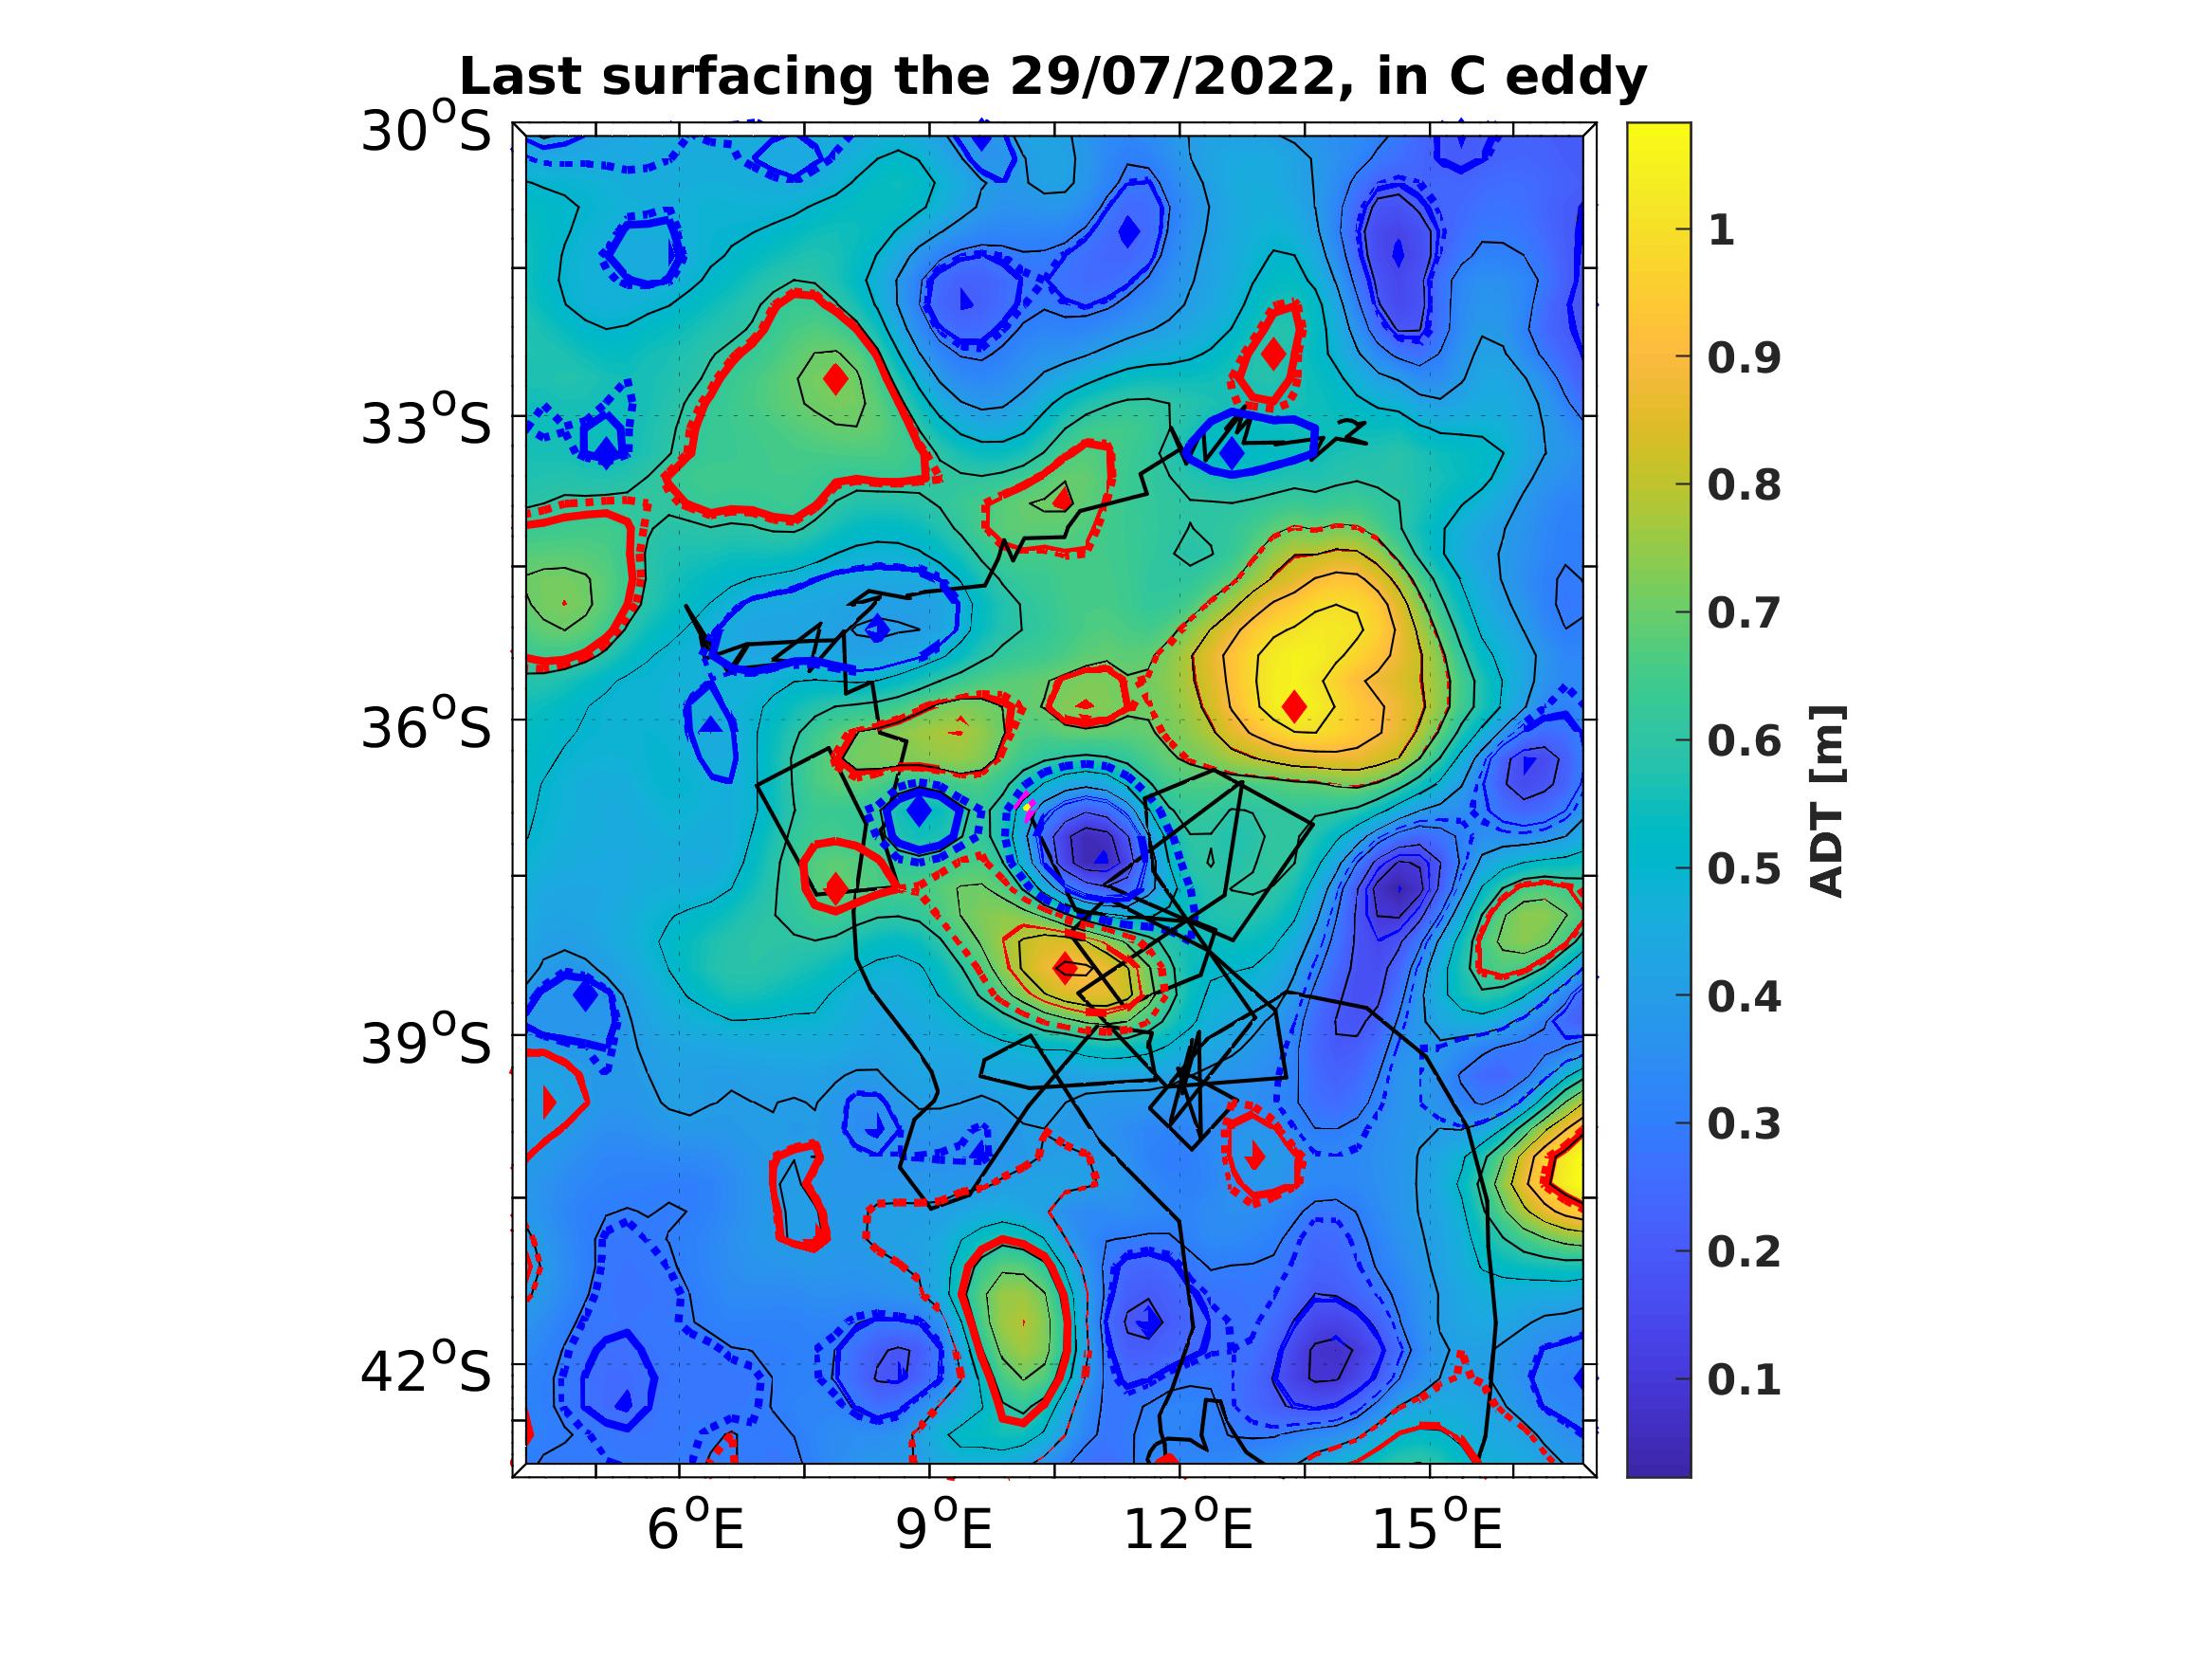 Last surfacing the 29/07/2022, in C eddy
30°S
33°S
36°S
39°S
42°S
6°E 9°E 12°E 15°E
1
0.9
0.8
0.7
0.6
0.5
0.4
0.3
0.2
0.1
ADT [m]